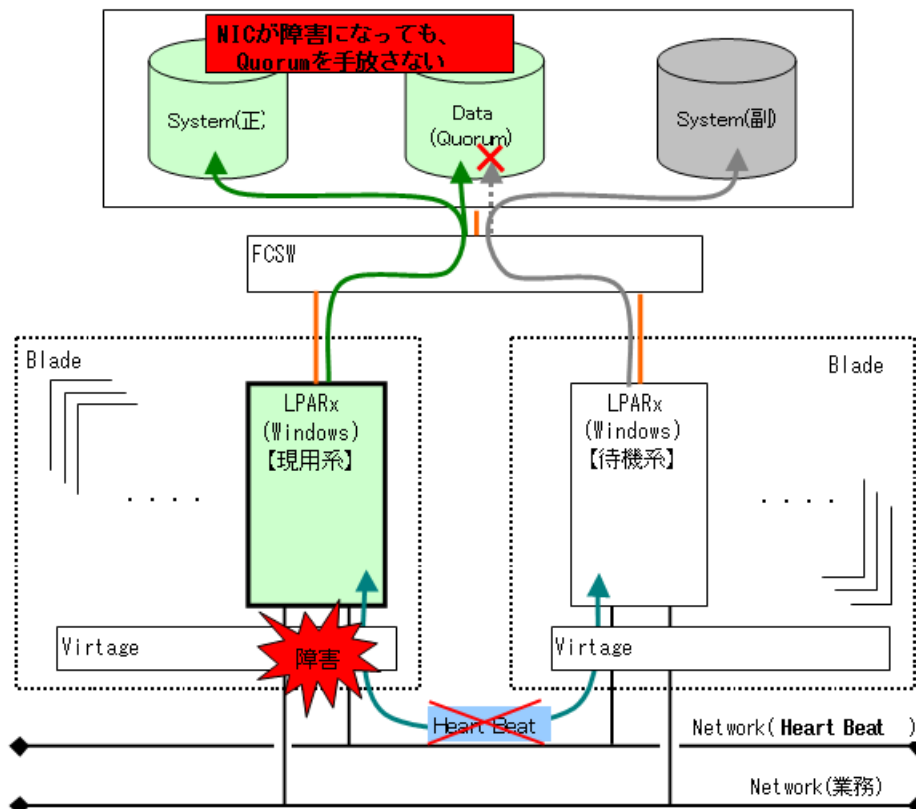 NICが障害になっても、
Quorumを手放さない
System(正)
Data
(Quorum)
System(副)
FCSW
Blade
Blade
LPARx
(Windows)
【現用系】
LPARx
(Windows)
【待機系】
. . . .
. . . .
Virtage
障害
Virtage
Heart Beat
Network( Heart Beat )
Network(業務)